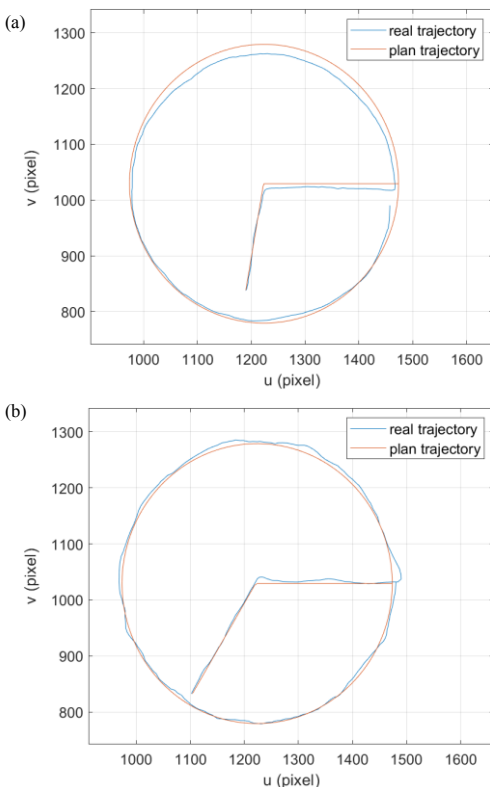 (a)
real trajectory
plan trajectory
1300
1200
1100
1000
900
800
v (pixel)
1000 1100 1200 1300 1400 1500 1600
u (pixel)
(b)
real trajectory
plan trajectory
1300
1200
1100
1000
900
800
v (pixel)
1000 1100 1200 1300 1400 1500 1600
u (pixel)